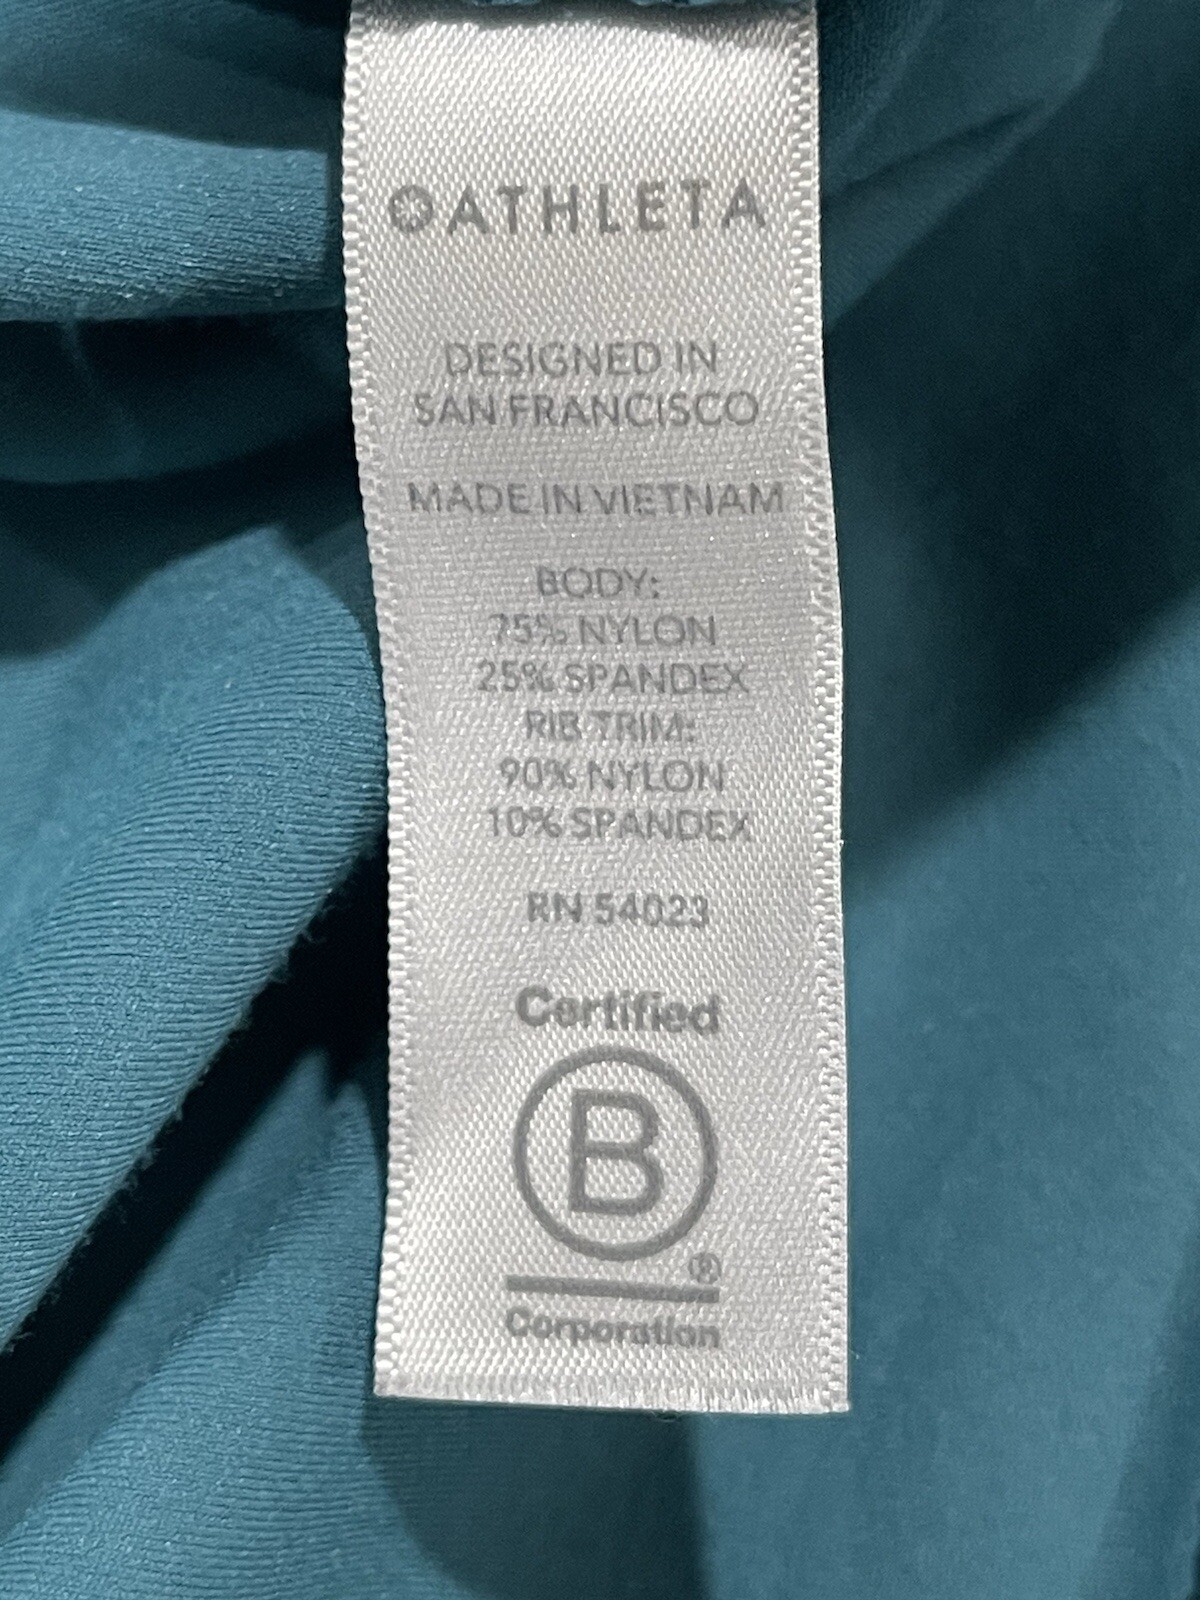 ATHLETA
DESIGNED IN
SAN FRANCISCO
MADE IN VIETNAM
BODY:
75% NYLON
25% SPANDEX
RIB TRIM:
90% NYLON
10% SPANDEX
RN 54023
Certified
B
®
Corporation